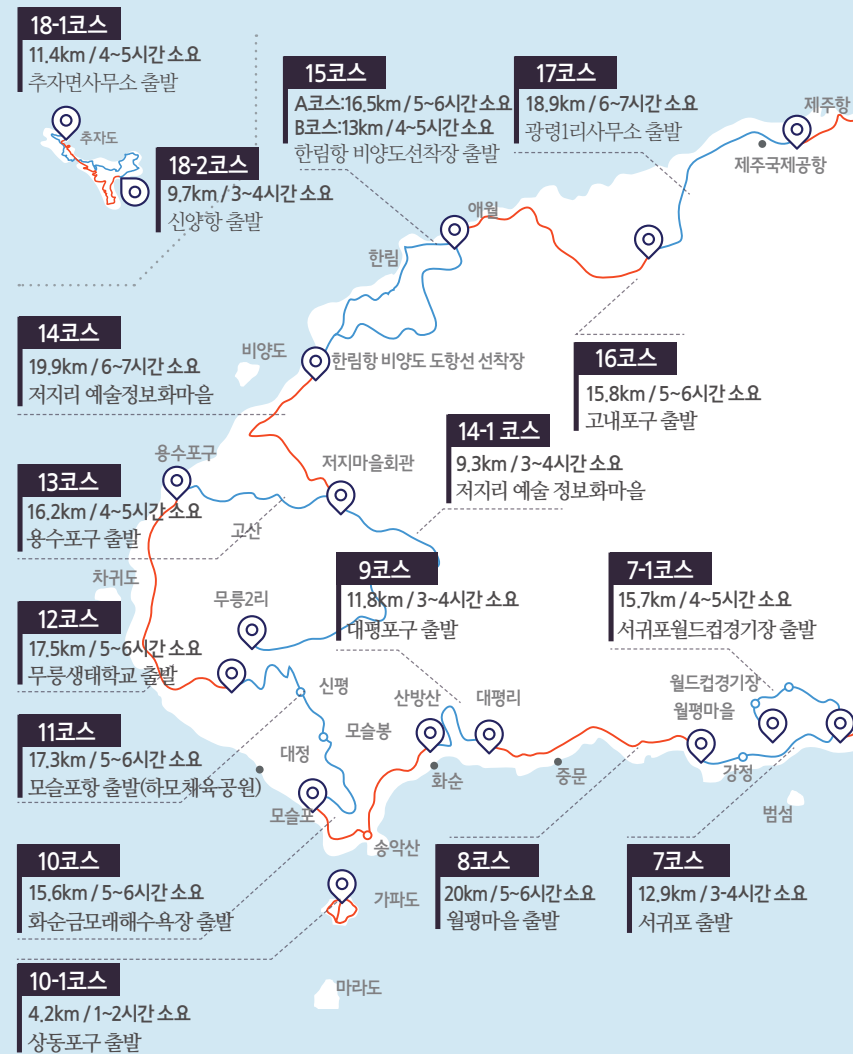 18-1코스
11.4km / 4~5시간 소요
추자면사무소 출발
추자도
18-2코스
9.7km / 3~4시간 소요
신양항 출발
15코스
A코스:16.5km / 5~6시간 소요
B코스:13km / 4~5시간 소요
한림항 비양도선착장 출발
17코스
18.9km / 6~7시간 소요
광령1리사무소 출발
제주항
제주국제공항
애월
한림
14코스
19.9km / 6~7시간 소요
저지리 예술정보화마을
비양도
한림항 비양도 도항선 선착장
16코스
15.8km / 5~6시간 소요
고내포구 출발
14-1 코스
9.3km / 3~4시간 소요
저지리 예술 정보화마을
용수포구
저지마을회관
13코스
16.2km / 4~5시간 소요
용수포구 출발
고산
차귀도
9코스
11.8km / 3~4시간 소요
대평포구 출발
7-1코스
15.7km / 4~5시간 소요
서귀포월드컵경기장 출발
무릉2리
12코스
17.5km / 5~6시간 소요
무릉생태학교 출발
신평
산방산
대평리
월드컵경기장
월평마을
11코스
17.3km / 5~6시간 소요
모슬포항 출발(하모체육공원)
모슬봉
대정
화순
중문
강정
범섬
모슬포
송악산
10코스
15.6km / 5~6시간 소요
화순금모래해수욕장 출발
가파도
8코스
20km / 5~6시간 소요
월평마을 출발
7코스
12.9km / 3-4시간 소요
서귀포 출발
10-1코스
4.2km / 1~2시간 소요
상동포구 출발
마라도